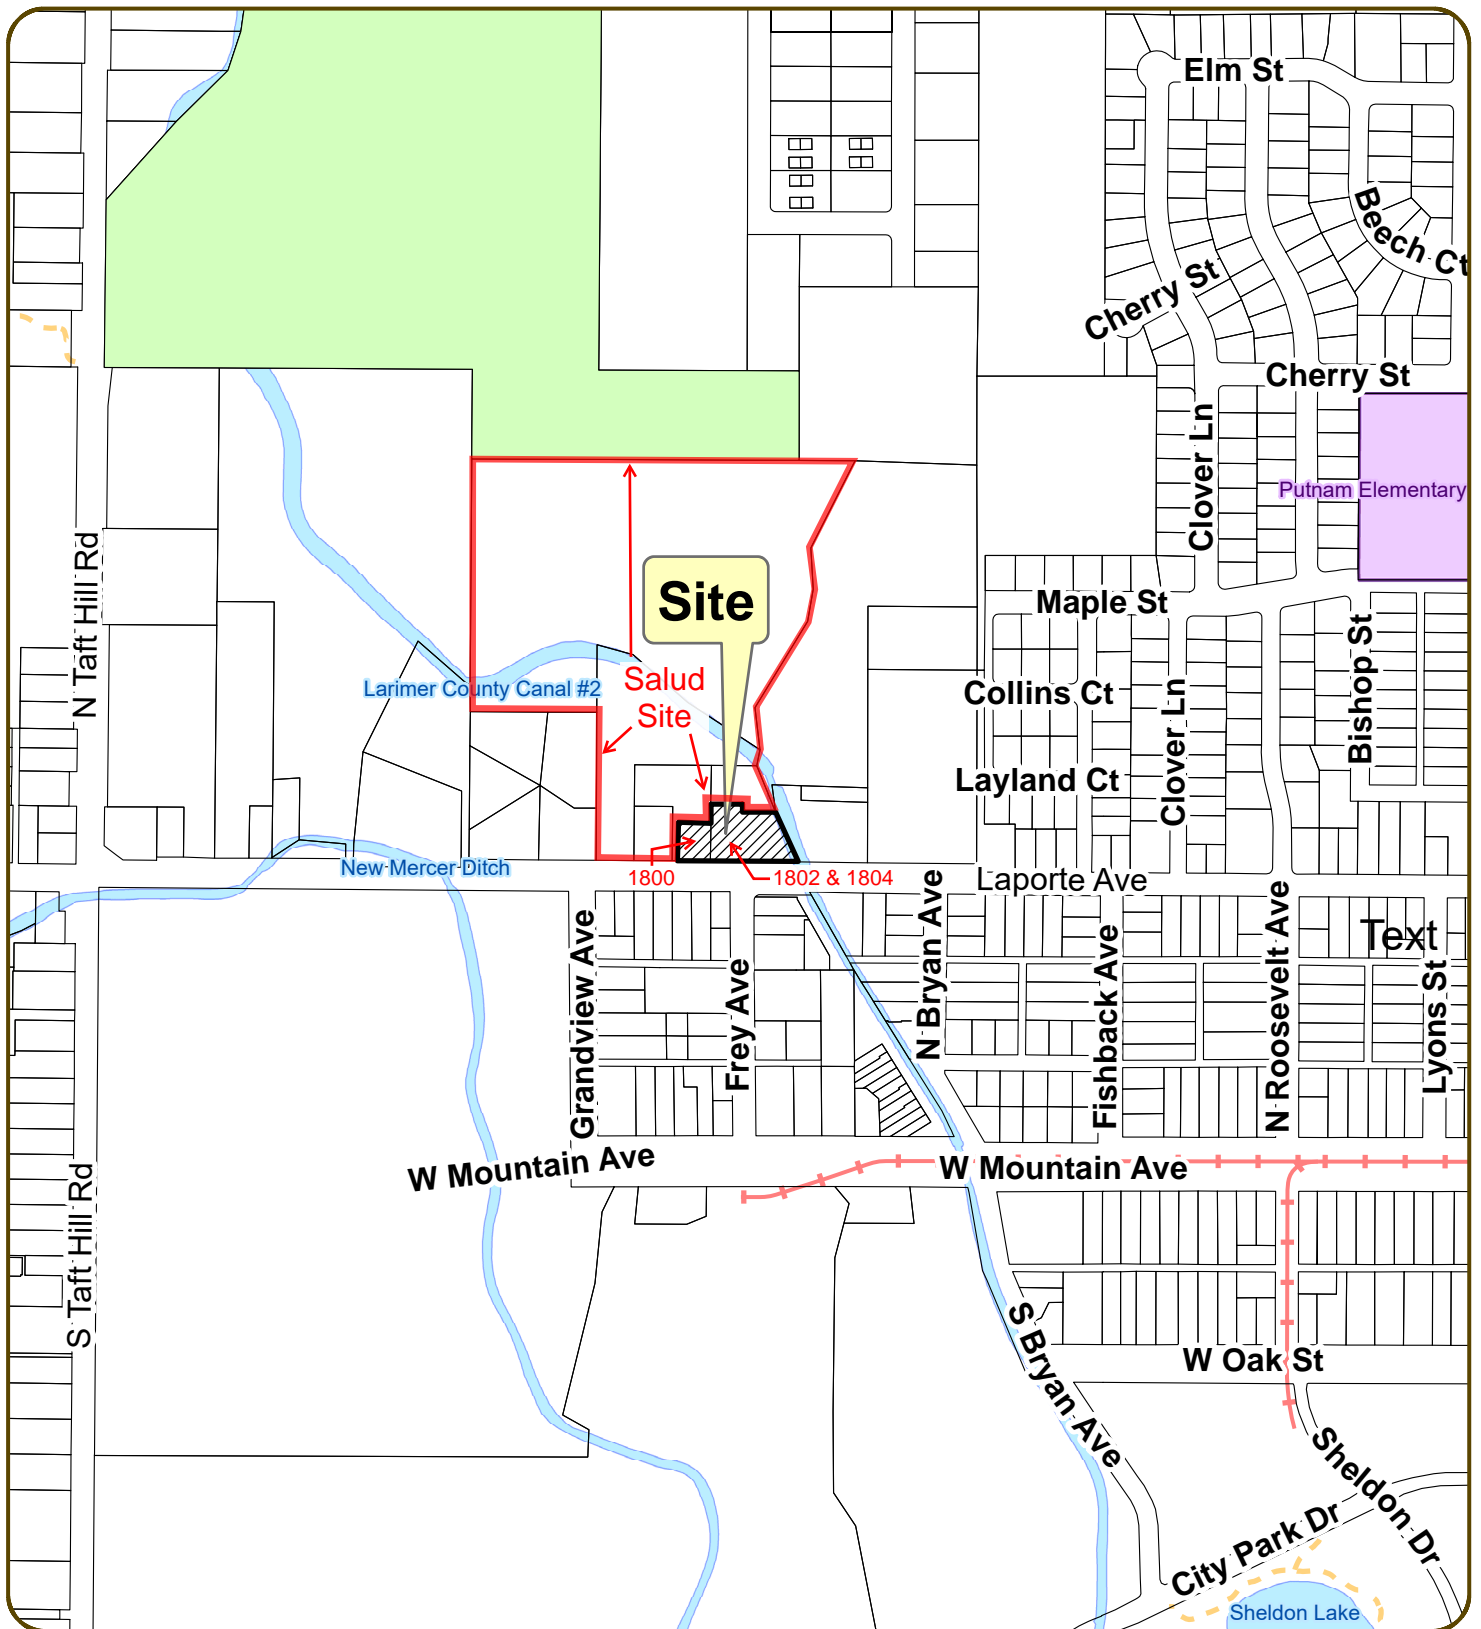 Elm St
Beech Ct
Cherry St
Cherry St
Clover Ln
Putnam Elementary
N Taft Hill Rd
Site
Maple St
Bishop St
Larimer County Canal #2
Salud
Site
Collins Ct
Clover Ln
Layland Ct
New Mercer Ditch
1800
1802 & 1804
Laporte Ave
Grandview Ave
Frey Ave
N Bryan Ave
Fishback Ave
N Roosevelt Ave
Text
Lyons St
W Mountain Ave
W Mountain Ave
S Taft Hill Rd
S Bryan Ave
W Oak St
Sheldon Dr
City Park Dr
Sheldon Lake